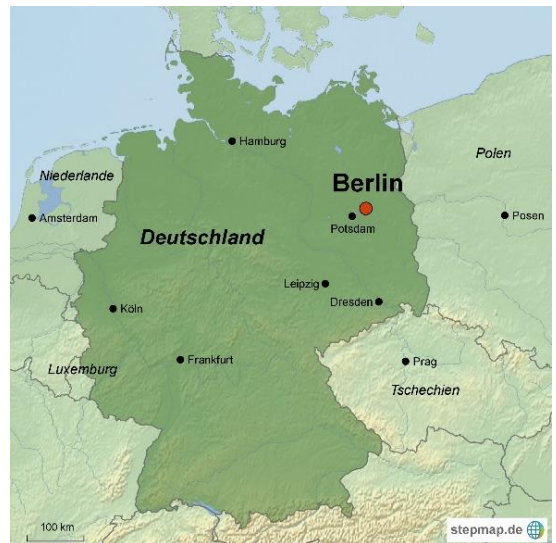 Hamburg
Niederlande
Polen
Berlin
Amsterdam
Potsdam
Posen
Deutschland
Leipzig
Dresden
Köln
Frankfurt
Prag
Luxemburg
Tschechien
100 km
stepmap.de